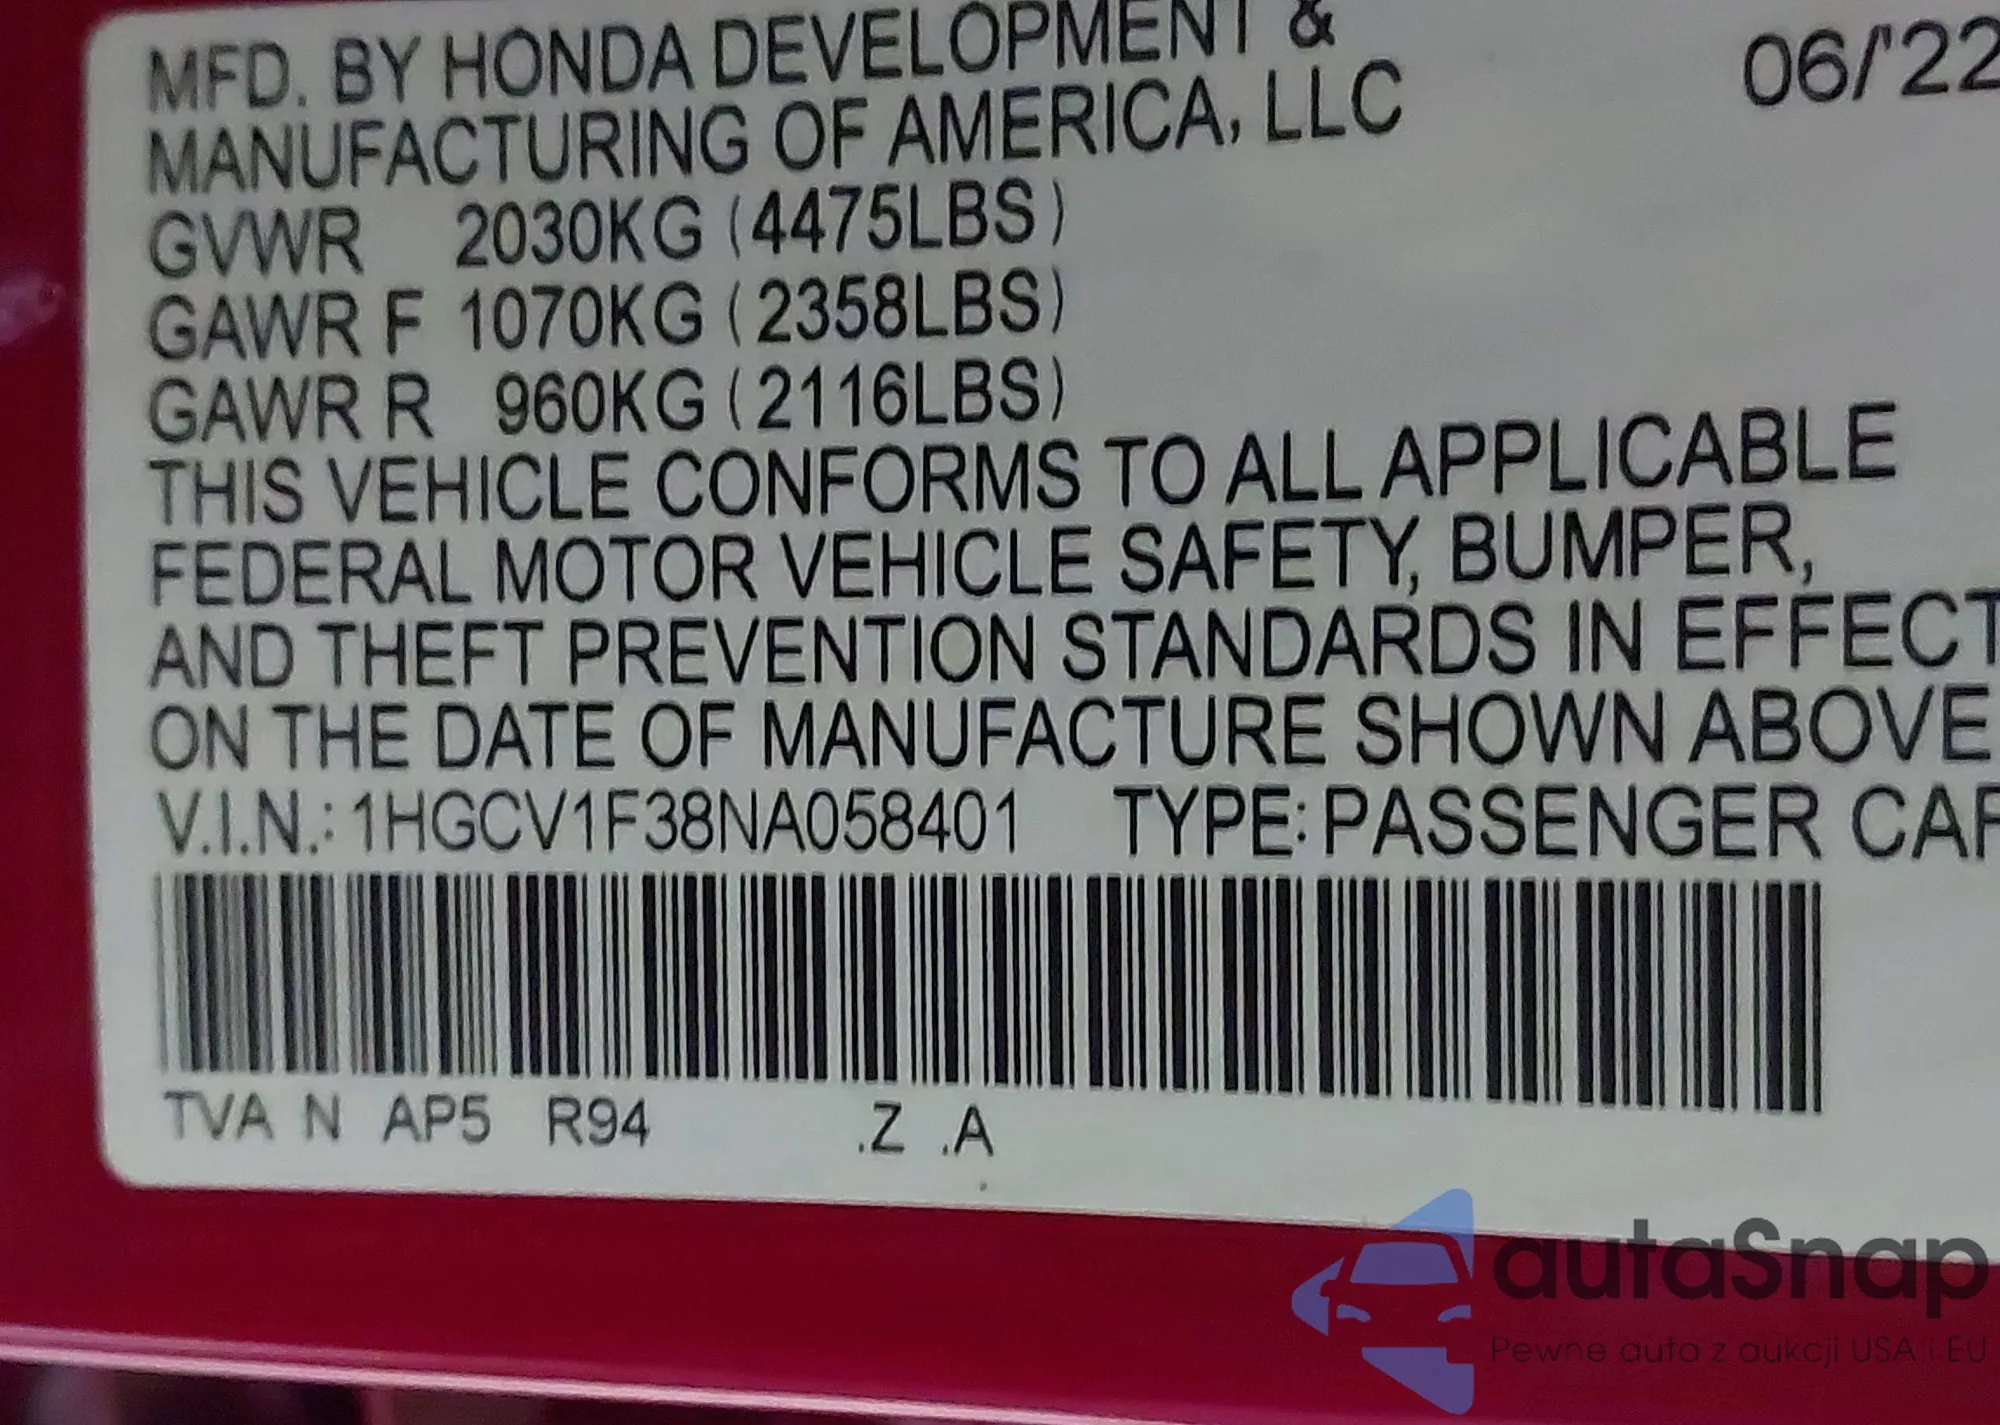 MFD. BY HONDA DEVELOPMENT & 06/'22
MANUFACTURING OF AMERICA, LLC
GVWR 2030KG (4475LBS)
GAWR F 1070KG (2358LBS)
GAWR R 960KG (2116LBS)
THIS VEHICLE CONFORMS TO ALL APPLICABLE
FEDERAL MOTOR VEHICLE SAFETY, BUMPER,
AND THEFT PREVENTION STANDARDS IN EFFECT
ON THE DATE OF MANUFACTURE SHOWN ABOVE
V.I.N.: 1HGCV1F38NA058401 TYPE: PASSENGER CAR
TVA N AP5 R94 .Z .A
autaSnap
Pewne auta z aukcji USA i EU